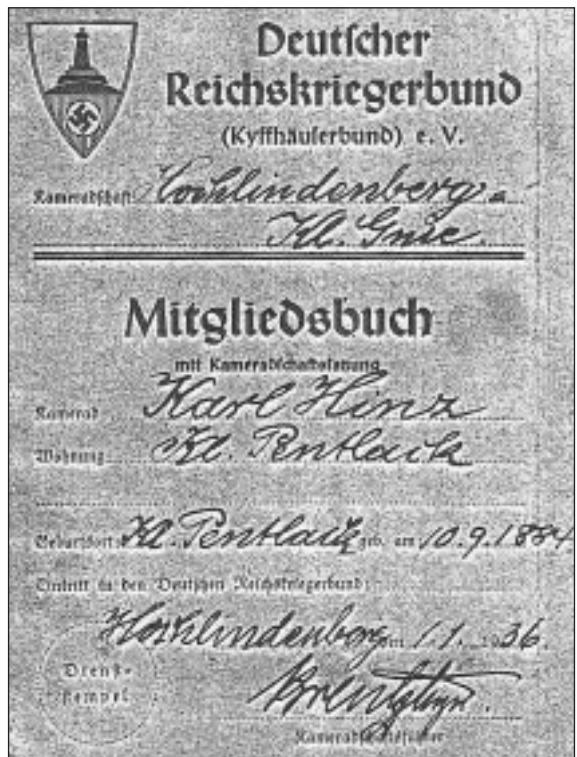 Deutscher
Reichskriegerbund
(Kyffhäuserbund) e. V.
Kameradschaft Hochlindenberg
Kl. Gnie.
Mitgliedsbuch
mit Kameradschaftssatzung
Kamerad Karl Hinz
Wohnung Kl. Pentlack
Geburtsort: Kl. Pentlack geb. am 10.9.1884
Eintritt in den Deutschen Reichskriegerbund:
Hochlindenberg den 1.1. 1936.
Dienst-
stempel
Kameradschaftsführer